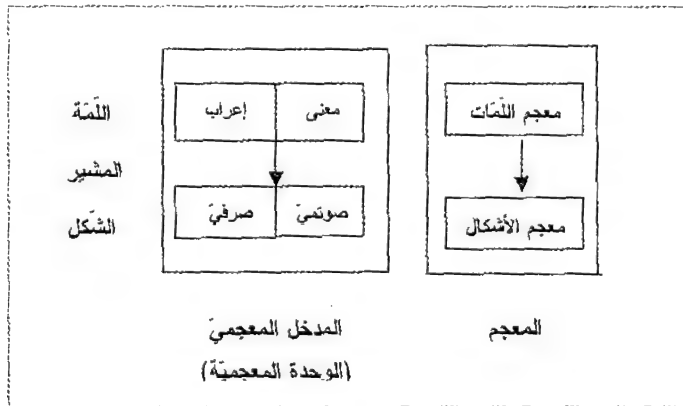 معجم اللّمّات
معنى
إعراب
اللّمّة
المشير
معجم الأشكال
صوتميّ
صرفيّ
الشّكل
المعجم
المدخل المعجميّ
(الوحدة المعجميّة)